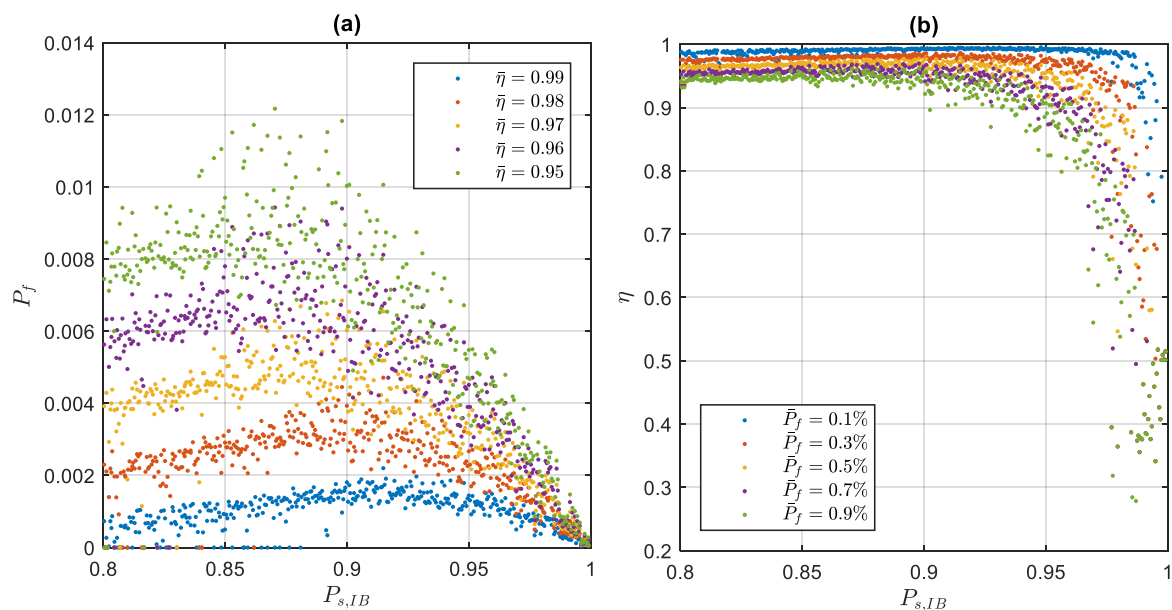 (a)
0.014
0.012
0.01
0.008
0.006
0.004
0.002
0
P_f
0.8
0.85
0.9
0.95
1
P_{s,IB}
η̄ = 0.99
η̄ = 0.98
η̄ = 0.97
η̄ = 0.96
η̄ = 0.95
(b)
1
0.9
0.8
0.7
0.6
0.5
0.4
0.3
0.2
η
0.8
0.85
0.9
0.95
1
P_{s,IB}
P̄_f = 0.1%
P̄_f = 0.3%
P̄_f = 0.5%
P̄_f = 0.7%
P̄_f = 0.9%